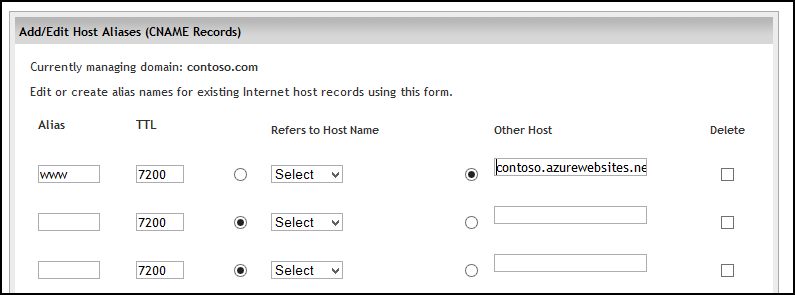 Add/Edit Host Aliases (CNAME Records)
Currently managing domain: contoso.com
Edit or create alias names for existing Internet host records using this form.
Alias TTL Refers to Host Name Other Host Delete
www 7200 Select contoso.azurewebsites.ne
7200 Select
7200 Select